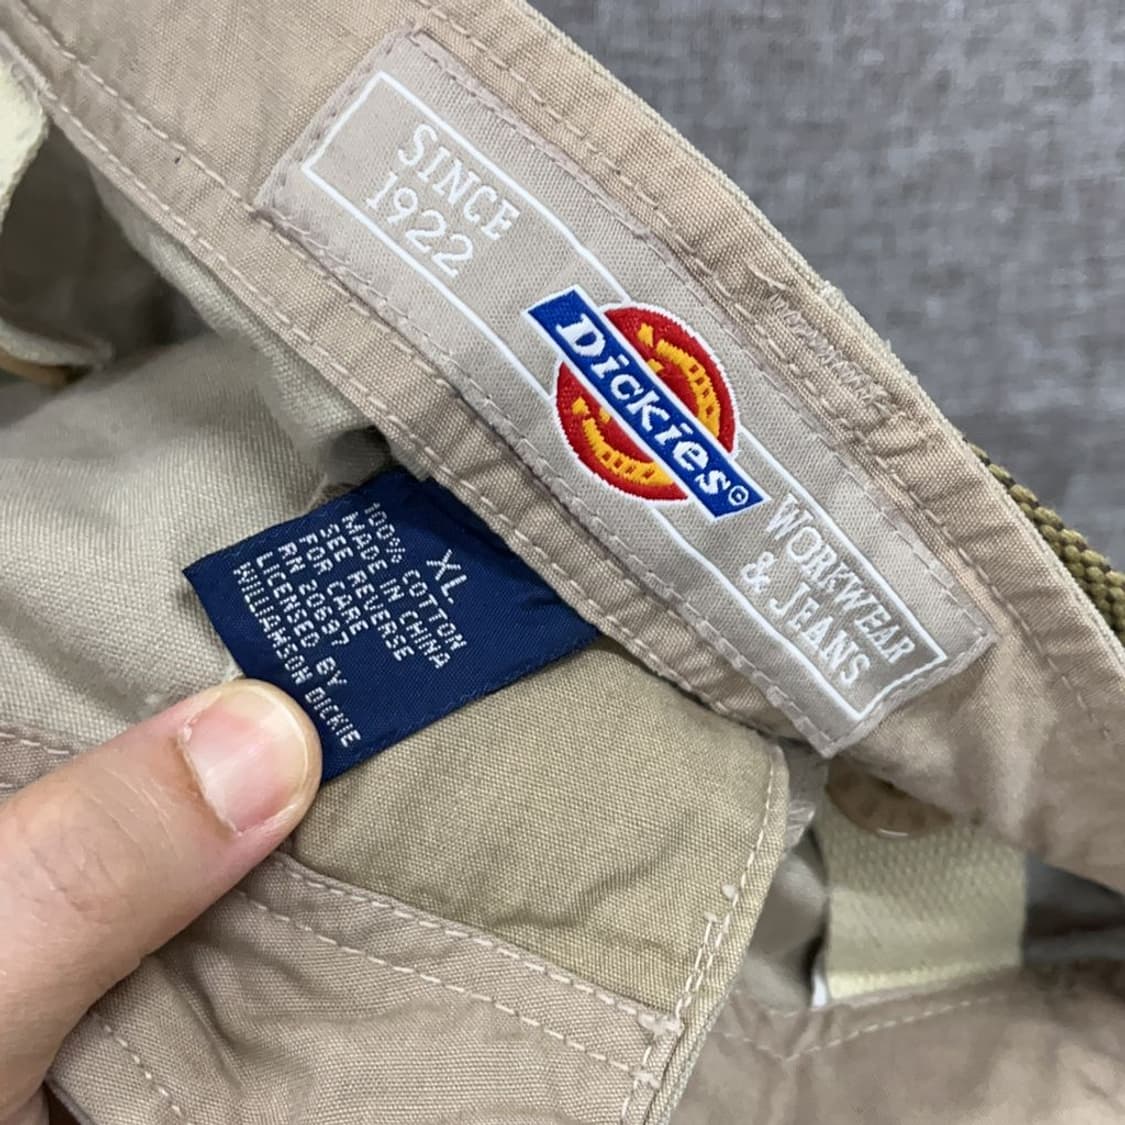 SINCE
1922
Dickies®
WORKWEAR
& JEANS
XL
100% COTTON
MADE IN CHINA
SEE REVERSE
FOR CARE
RN 20697
LICENSED BY
WILLIAMSON DICKIE